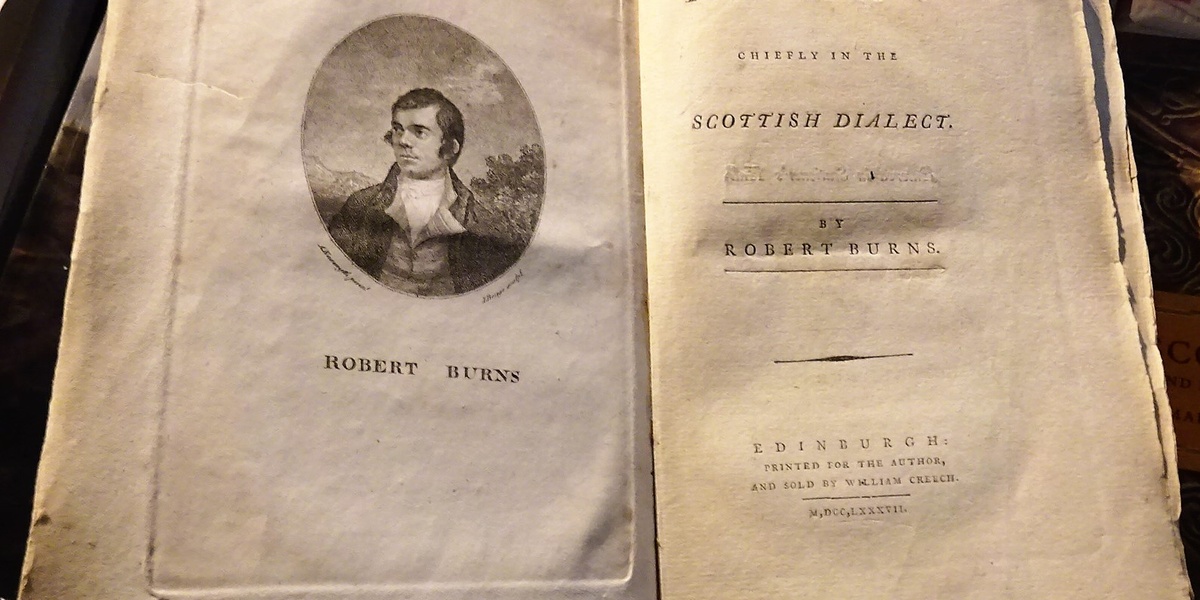 ROBERT BURNS
CHIEFLY IN THE
SCOTTISH DIALECT.
BY
ROBERT BURNS.
EDINBURGH:
PRINTED FOR THE AUTHOR,
AND SOLD BY WILLIAM CREECH.
M,DCC,LXXXVII.